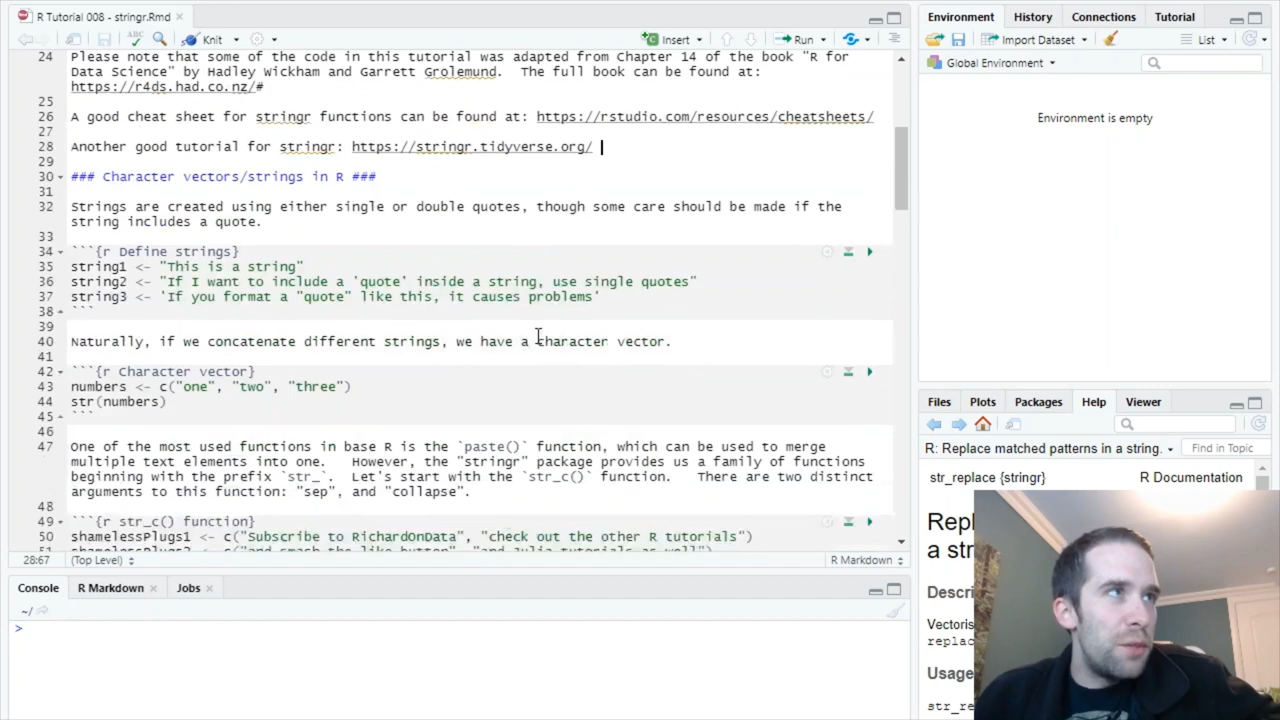 R Tutorial 008 - stringr.Rmd
Environment History Connections Tutorial
Knit Insert Run
Import Dataset List
Global Environment
Environment is empty
24 Please note that some of the code in this tutorial was adapted from Chapter 14 of the book "R for
Data Science" by Hadley Wickham and Garrett Grolemund. The full book can be found at:
https://r4ds.had.co.nz/#
25
26 A good cheat sheet for stringr functions can be found at: https://rstudio.com/resources/cheatsheets/
27
28 Another good tutorial for stringr: https://stringr.tidyverse.org/
29
30 ### Character vectors/strings in R ###
31
32 Strings are created using either single or double quotes, though some care should be made if the
string includes a quote.
33
34 ```{r Define strings}
35 string1 <- "This is a string"
36 string2 <- "If I want to include a 'quote' inside a string, use single quotes"
37 string3 <- 'If you format a "quote" like this, it causes problems'
38 ```
39
40 Naturally, if we concatenate different strings, we have a character vector.
41
42 ```{r Character vector}
43 numbers <- c("one", "two", "three")
44 str(numbers)
45 ```
46
47 One of the most used functions in base R is the `paste()` function, which can be used to merge
multiple text elements into one. However, the "stringr" package provides us a family of functions
beginning with the prefix `str_`. Let's start with the `str_c()` function. There are two distinct
arguments to this function: "sep", and "collapse".
48
49 ```{r str_c() function}
50 shamelessPlugs1 <- c("Subscribe to RichardOnData", "check out the other R tutorials")
51 shamelessPlugs2 <- c("and smash the like button", "and Julia tutorials as well")
28:67 (Top Level) R Markdown
Console R Markdown Jobs
~/
>
Files Plots Packages Help Viewer
R: Replace matched patterns in a string. Find in Topic
str_replace {stringr} R Documentation
Repl
a str
Descri
Vectoris
replac
Usage
str_re